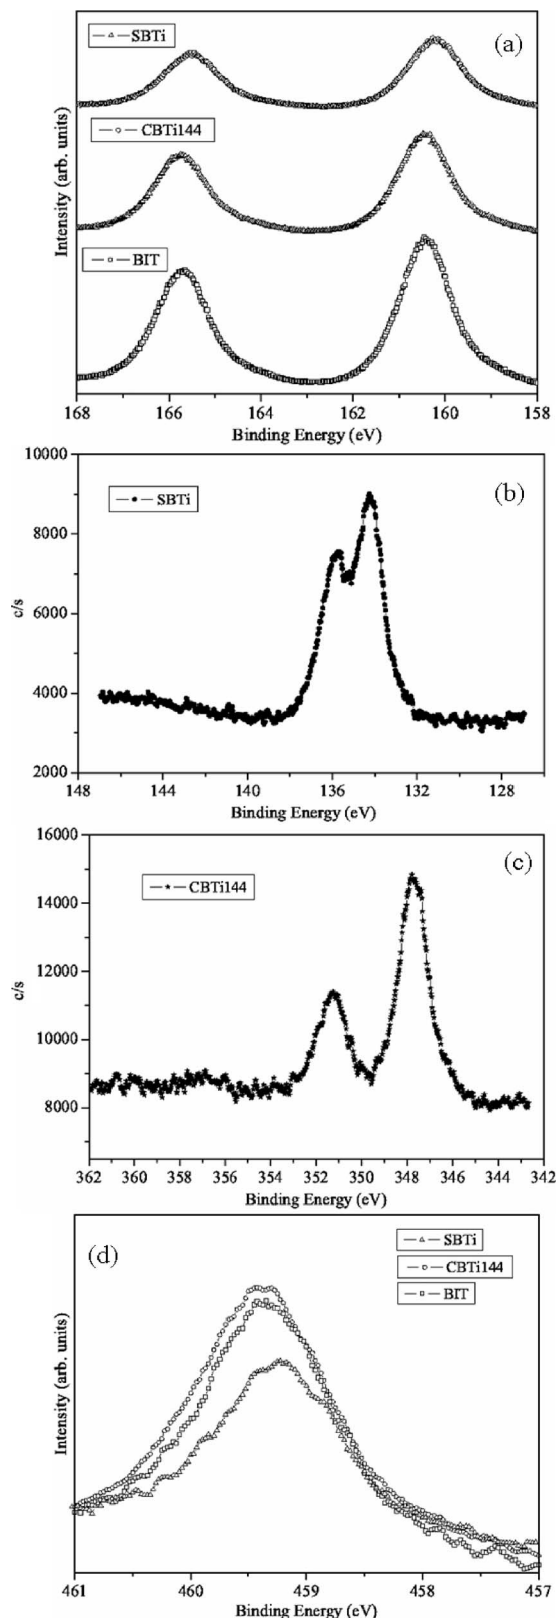 (a)
—△—SBTi
—○—CBTi144
—□—BIT
Intensity (arb. units)
168 166 164 162 160 158
Binding Energy (eV)
(b)
—●—SBTi
10000
8000
6000
4000
2000
c/s
148 144 140 136 132 128
Binding Energy (eV)
(c)
—★—CBTi144
16000
14000
12000
10000
8000
c/s
362 360 358 356 354 352 350 348 346 344 342
Binding Energy (eV)
(d)
—△—SBTi
—○—CBTi144
—□—BIT
Intensity (arb. units)
461 460 459 458 457
Binding Energy (eV)